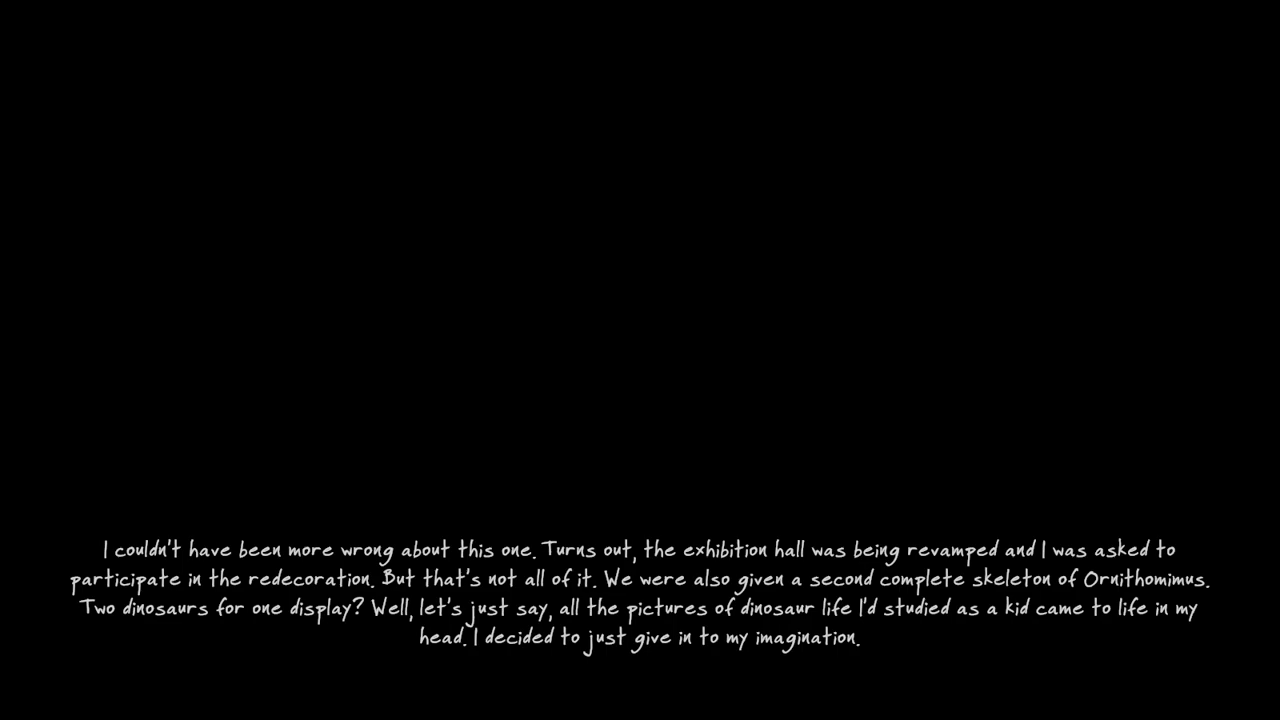 I couldn't have been more wrong about this one. Turns out, the exhibition hall was being revamped and I was asked to
participate in the redecoration. But that's not all of it. We were also given a second complete skeleton of Ornithomimus.
Two dinosaurs for one display? Well, let's just say, all the pictures of dinosaur life I'd studied as a kid came to life in my
head. I decided to just give in to my imagination.